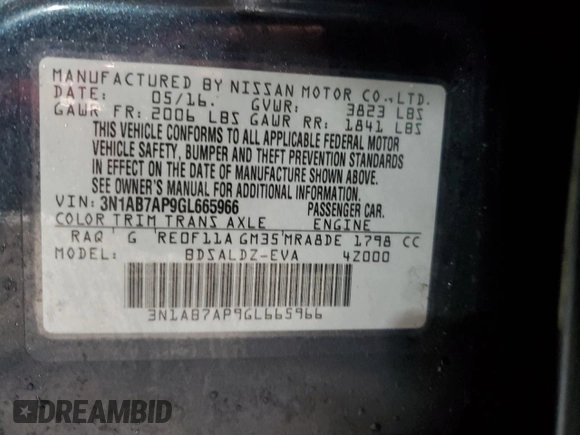 MANUFACTURED BY NISSAN MOTOR CO.,LTD.
DATE: 05/16. GVWR: 3823 LBS
GAWR FR: 2006 LBS GAWR RR: 1841 LBS
THIS VEHICLE CONFORMS TO ALL APPLICABLE FEDERAL MOTOR
VEHICLE SAFETY, BUMPER AND THEFT PREVENTION STANDARDS
IN EFFECT ON THE DATE OF MANUFACTURE SHOWN ABOVE.
SEE OWNER'S MANUAL FOR ADDITIONAL INFORMATION.
VIN: 3N1AB7AP9GL665966 PASSENGER CAR.
COLOR TRIM TRANS AXLE ENGINE
RAQ G RE0F11A GM35 MRA8DE 1798 CC
MODEL: BDSALDZ-EVA 4Z000
3N1AB7AP9GL665966
DREAMBID